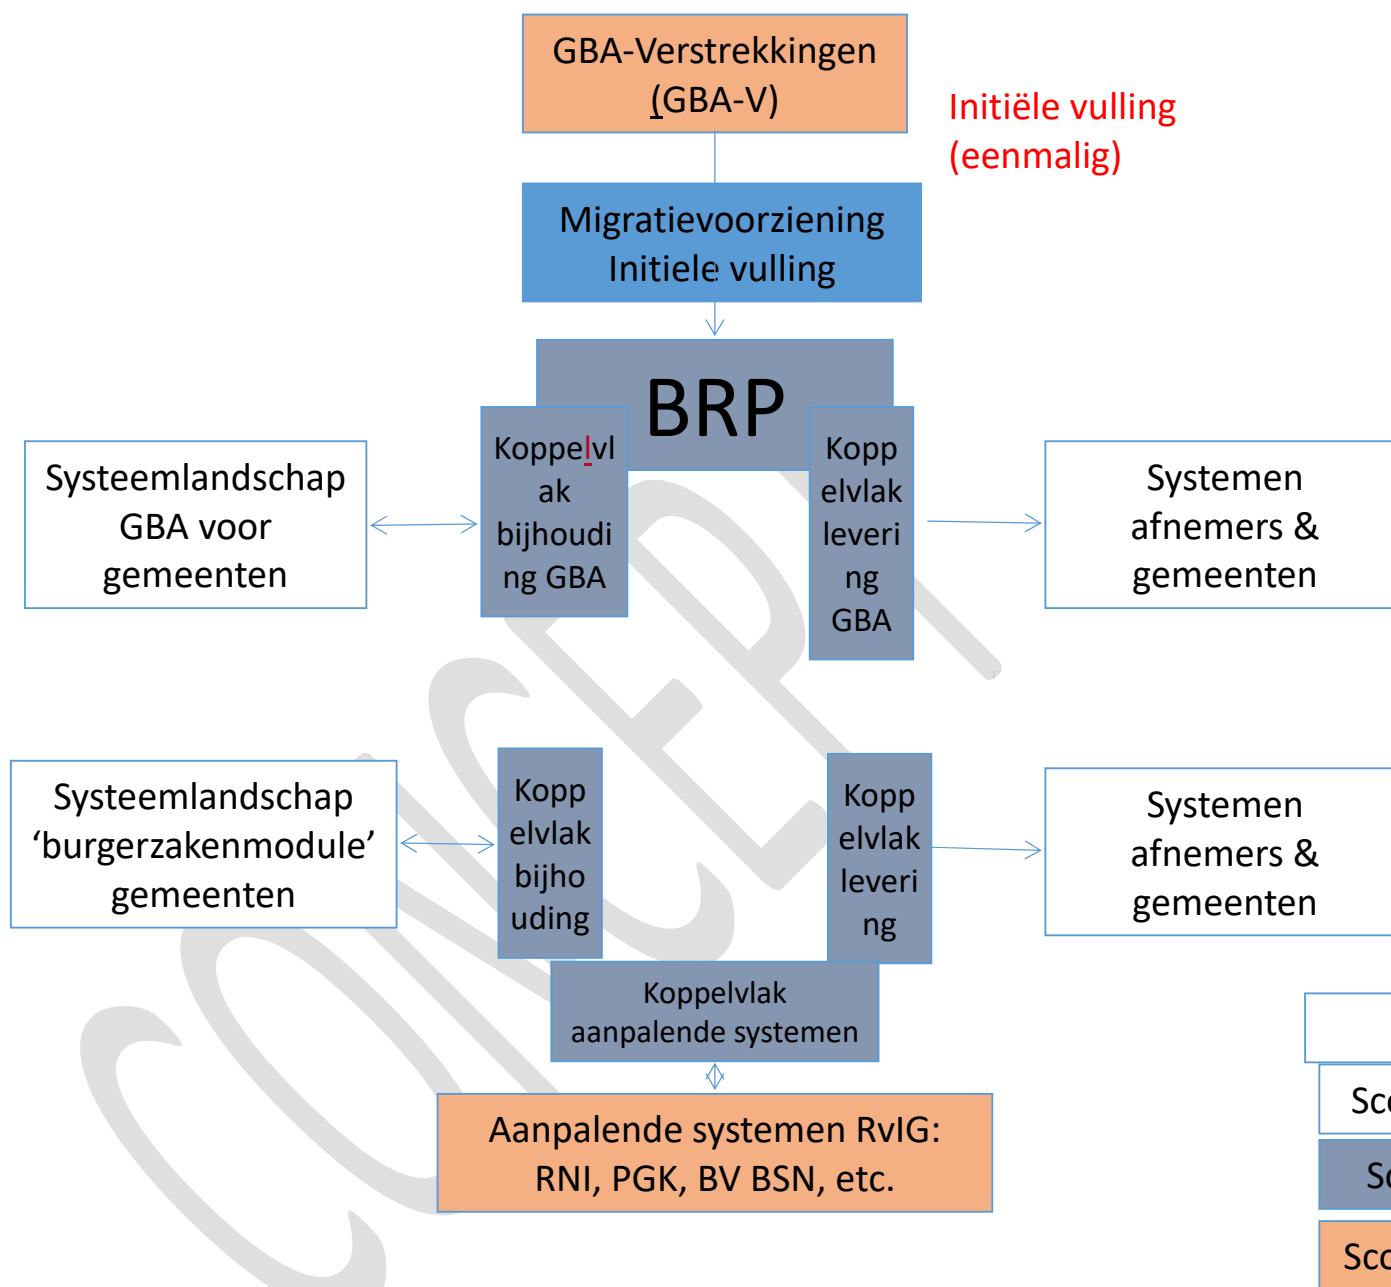 GBA-Verstrekkingen
(GBA-V)
Initiële vulling
(eenmalig)
Migratievoorziening
Initiele vulling
BRP
Systeemlandschap
GBA voor
gemeenten
Koppelvl
ak
bijhoudi
ng GBA
Kopp
elvlak
leveri
ng
GBA
Systemen
afnemers &
gemeenten
Systeemlandschap
‘burgerzakenmodule’
gemeenten
Kopp
elvlak
bijho
uding
Kopp
elvlak
leveri
ng
Systemen
afnemers &
gemeenten
Koppelvlak
aanpalende systemen
Aanpalende systemen RvIG:
RNI, PGK, BV BSN, etc.
CONCEPT